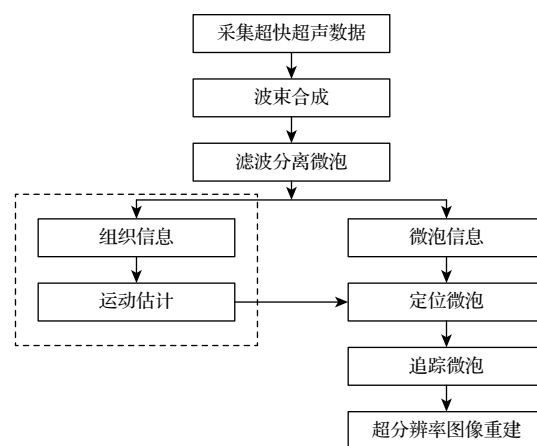 采集超快超声数据
波束合成
滤波分离微泡
组织信息
微泡信息
运动估计
定位微泡
追踪微泡
超分辨率图像重建